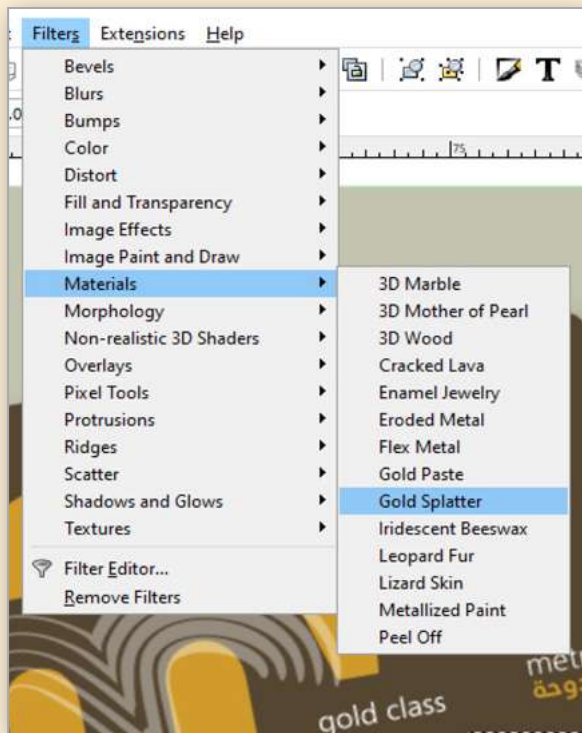 Filters Extensions Help
75
Bevels
Blurs
Bumps
Color
Distort
Fill and Transparency
Image Effects
Image Paint and Draw
Materials
Morphology
Non-realistic 3D Shaders
Overlays
Pixel Tools
Protrusions
Ridges
Scatter
Shadows and Glows
Textures
Filter Editor...
Remove Filters
3D Marble
3D Mother of Pearl
3D Wood
Cracked Lava
Enamel Jewelry
Eroded Metal
Flex Metal
Gold Paste
Gold Splatter
Iridescent Beeswax
Leopard Fur
Lizard Skin
Metallized Paint
Peel Off
gold class